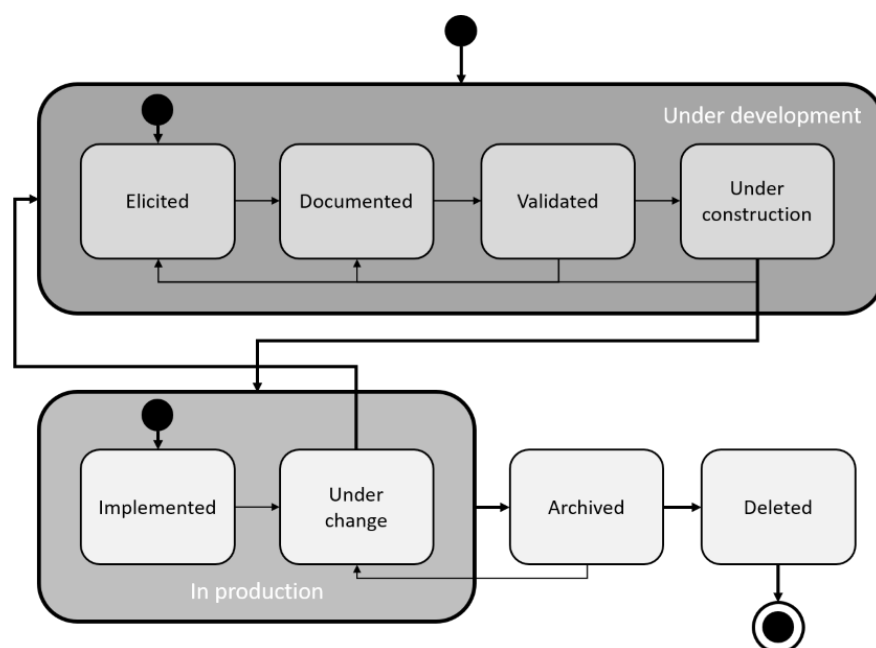 Under development
Elicited
Documented
Validated
Under
construction
Implemented
Under
change
Archived
Deleted
In production